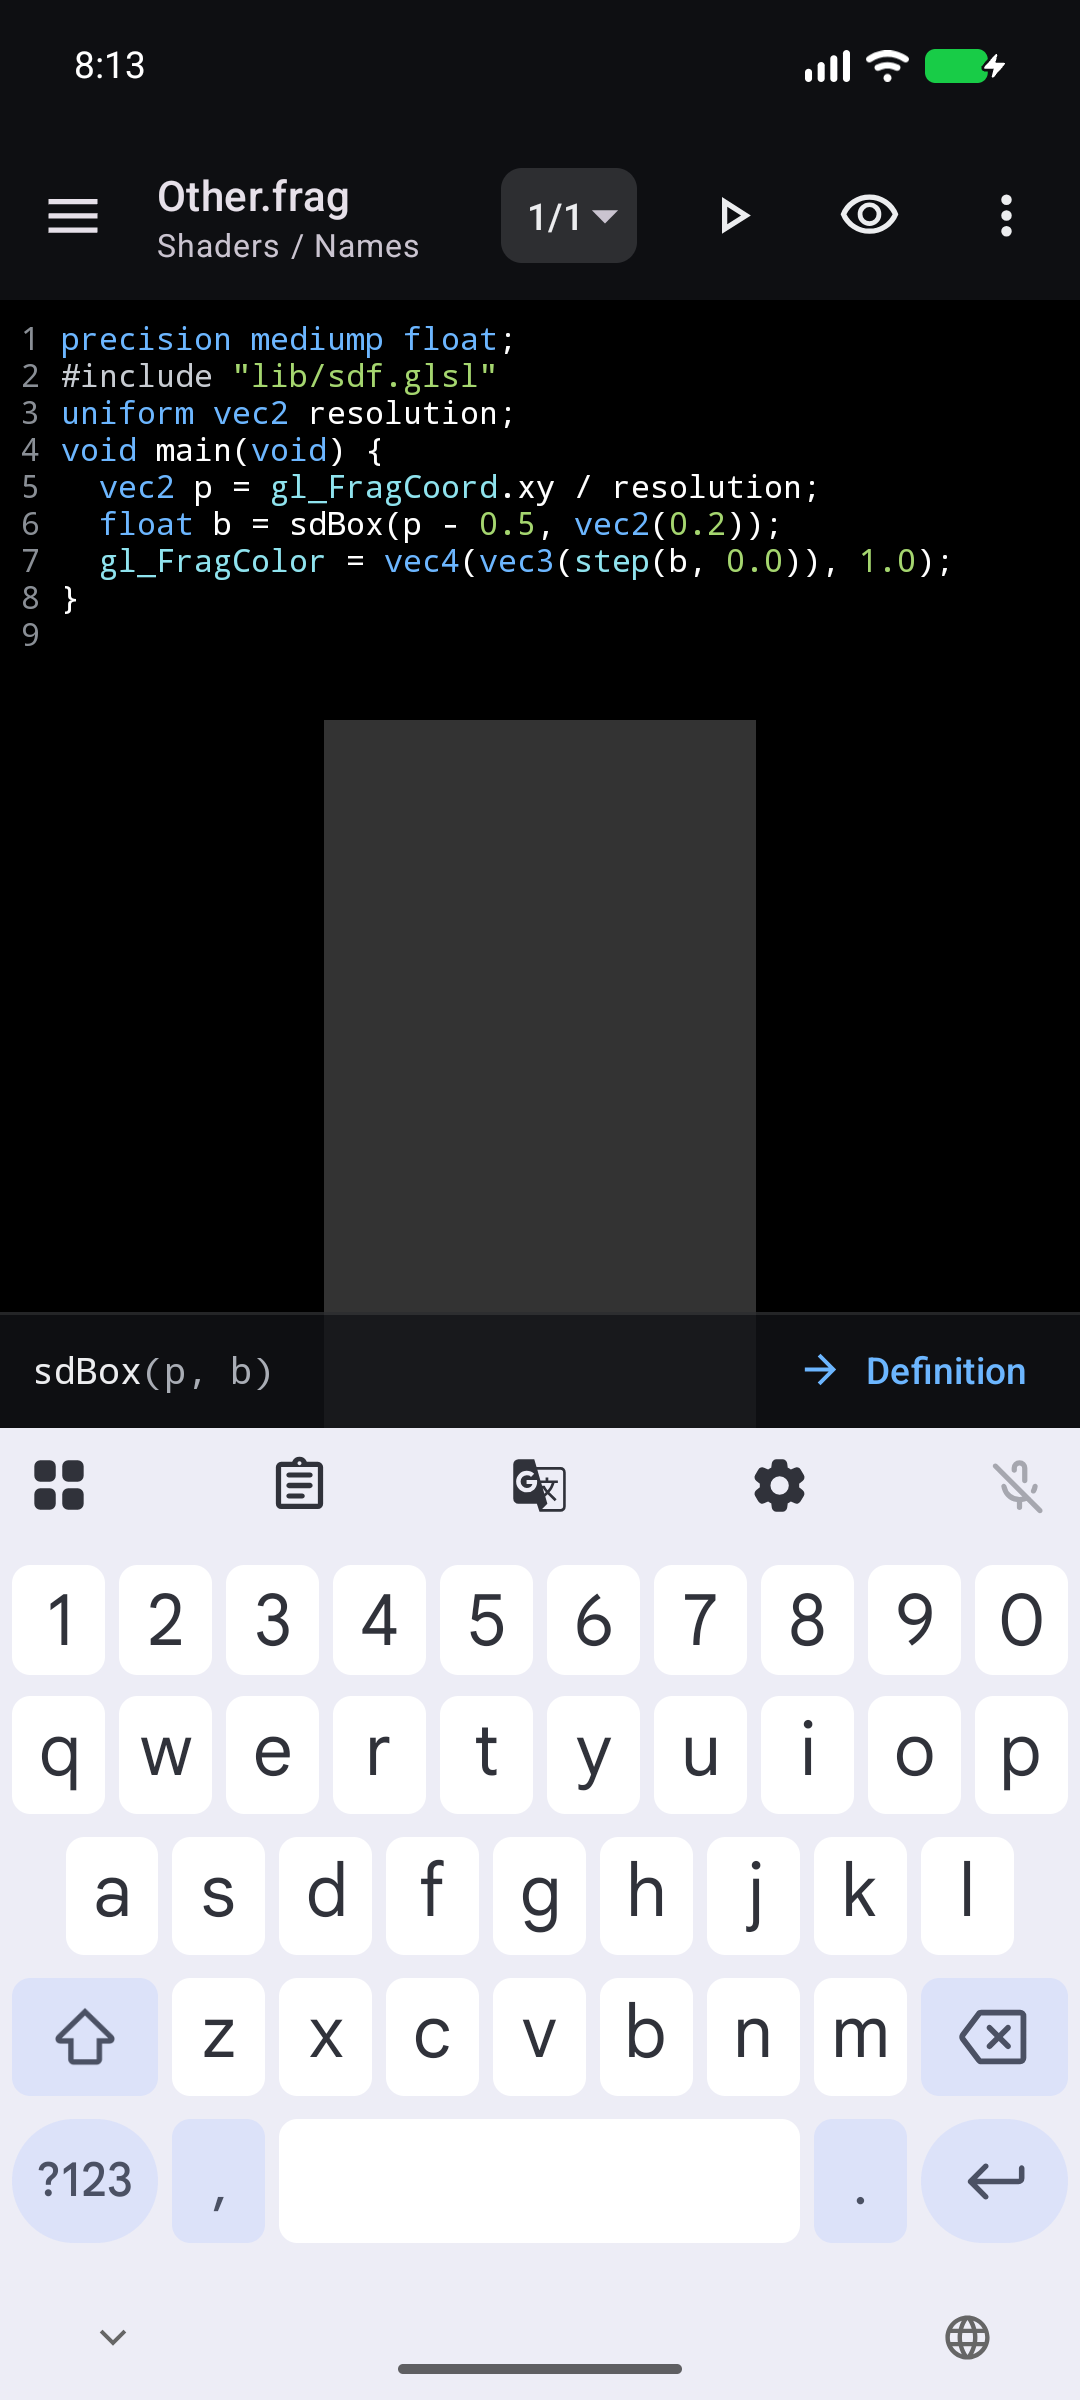 8:13
Other.frag
Shaders / Names
1/1
1 precision mediump float;
2 #include "lib/sdf.glsl"
3 uniform vec2 resolution;
4 void main(void) {
5   vec2 p = gl_FragCoord.xy / resolution;
6   float b = sdBox(p - 0.5, vec2(0.2));
7   gl_FragColor = vec4(vec3(step(b, 0.0)), 1.0);
8 }
9
sdBox(p, b)
Definition
G 文
1 2 3 4 5 6 7 8 9 0
q w e r t y u i o p
a s d f g h j k l
z x c v b n m
?123 , .